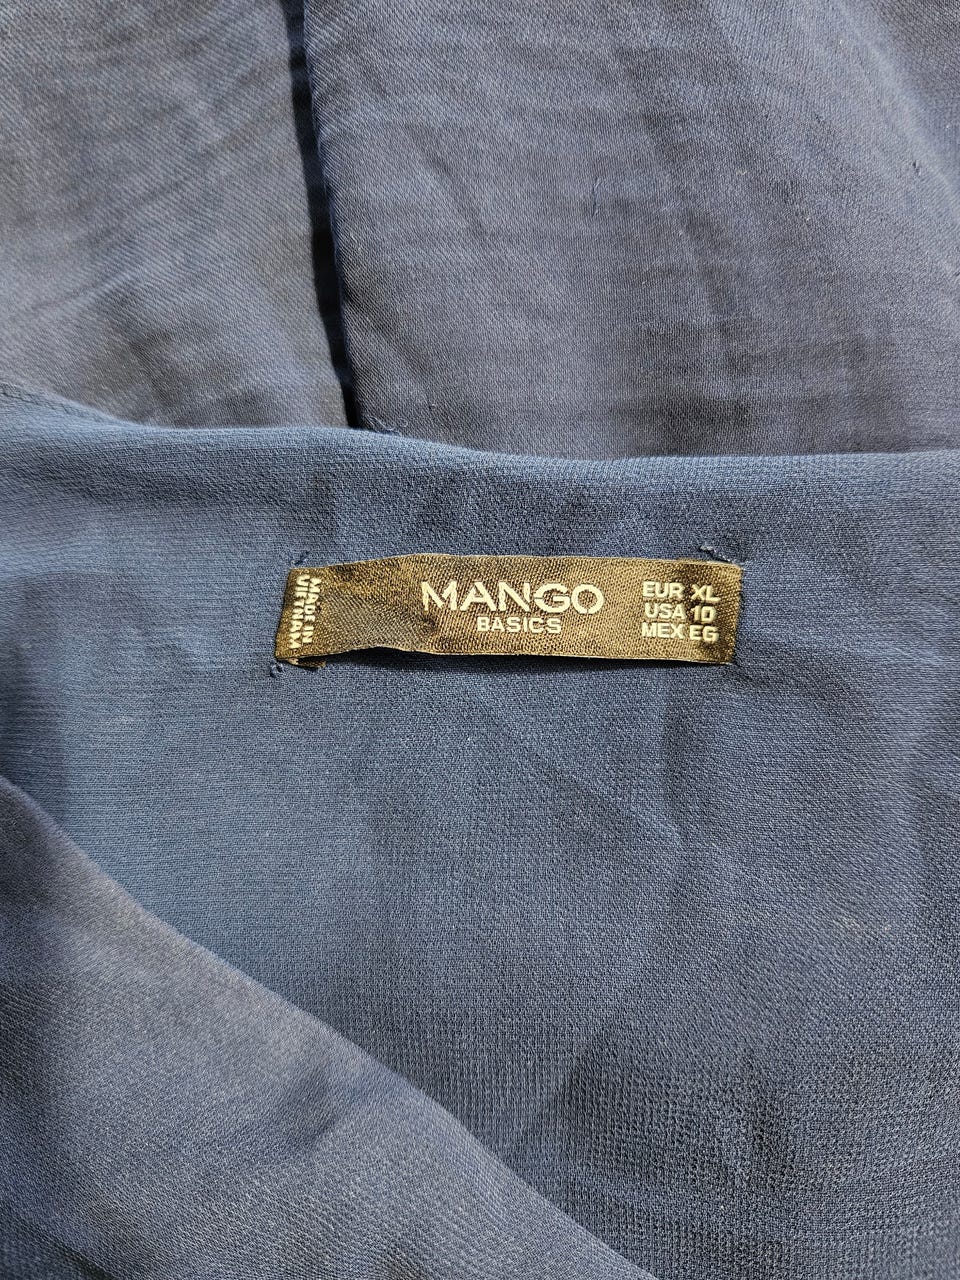 MADE IN
VIETNAM
MANGO
BASICS
EUR XL
USA 10
MEX EG